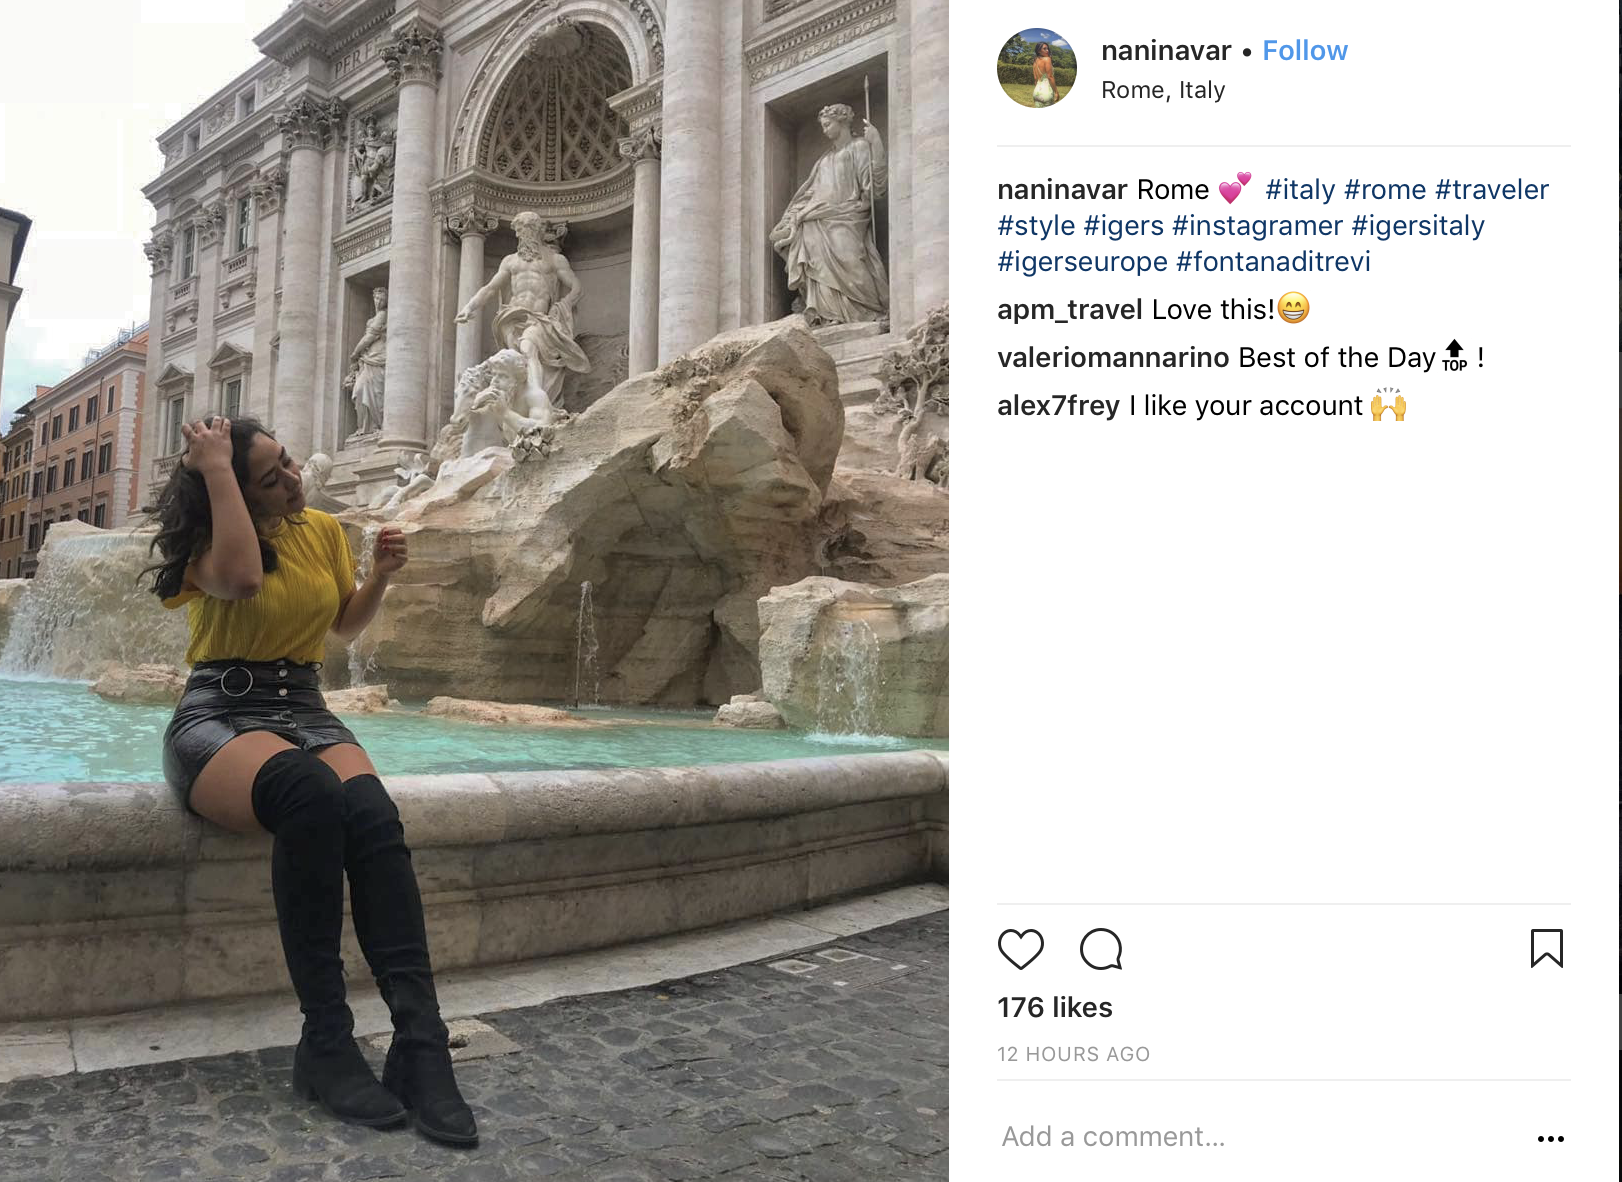 naninavar • Follow
Rome, Italy
naninavar Rome 💕 #italy #rome #traveler
#style #igers #instagramer #igersitaly
#igerseurope #fontanaditrevi
apm_travel Love this!😁
valeriomannarino Best of the Day🔝!
alex7frey I like your account 🙌
176 likes
12 HOURS AGO
Add a comment...
PER F